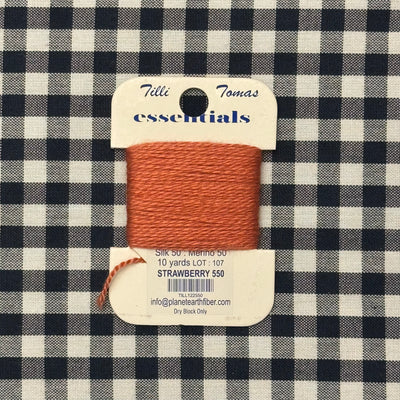 Tilli Tomas
essentials
Silk 50 . Merino 50
10 yards LOT : 107
STRAWBERRY 550
TILL122550
info@planetearthfiber.com
Dry Block Only